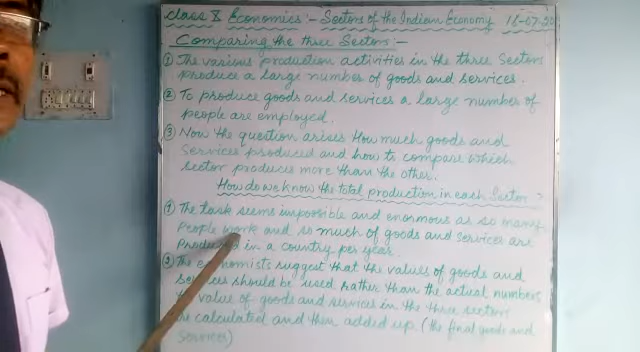 Class X Economics:- Sectors of the Indian Economy 16-07-20
Comparing the three Sectors:-
① The various production activities in the three Sectors
produce a large number of goods and services.
② To produce goods and services a large number of
people are employed.
③ Now the question arises How much goods and
services produced and how to compare which
sector produces more than the other.
How do we know the total production in each Sector?
① The task seems impossible and enormous as so many
People work and so much of goods and services are
Produced in a country per year.
② The economists suggest that the values of goods and
services should be used rather than the actual numbers
value of goods and services in the three sectors
are calculated and then added up. (the final goods and
services)